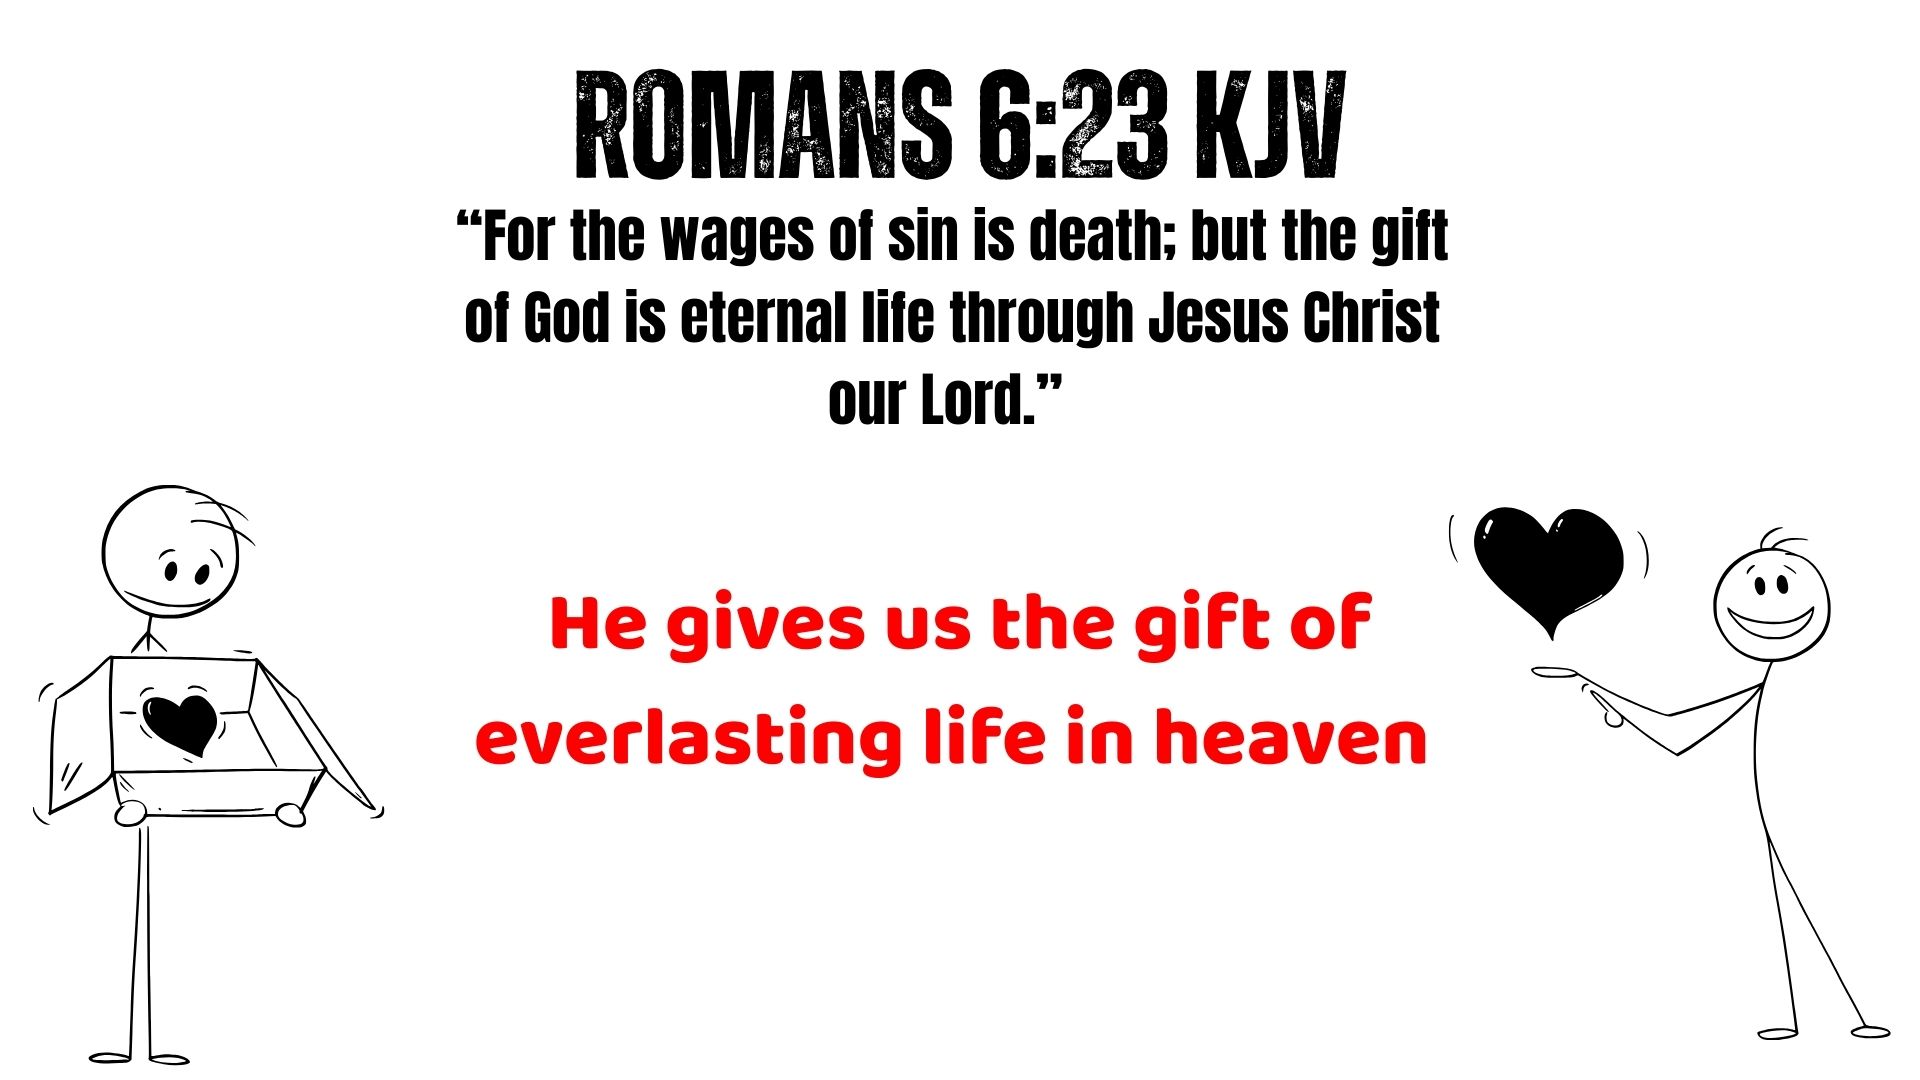 ROMANS 6:23 KJV
“For the wages of sin is death; but the gift
of God is eternal life through Jesus Christ
our Lord.”
He gives us the gift of
everlasting life in heaven